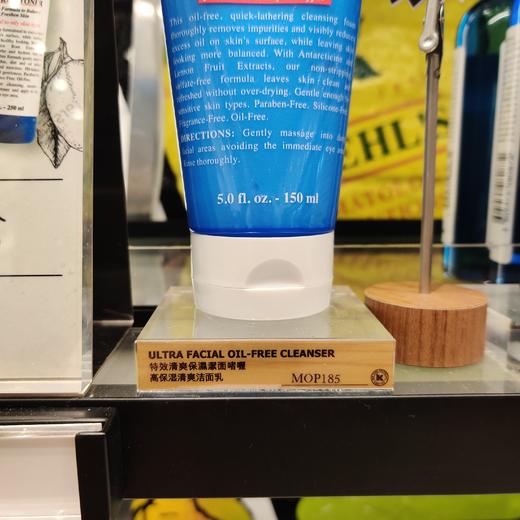 This oil-free, quick-lathering cleansing foam
thoroughly removes impurities and visibly reduces
excess oil on skin's surface, while leaving skin
looking more balanced. With Antarcticine and
Lemon Fruit Extracts, our non-stripping,
sulfate-free formula leaves skin clean and
refreshed without over-drying. Gentle enough for
sensitive skin types. Paraben-Free. Silicone-Free.
Fragrance-Free. Oil-Free.
DIRECTIONS: Gently massage into damp
facial areas avoiding the immediate eye area.
Rinse thoroughly.
5.0 fl. oz. - 150 ml
ULTRA FACIAL OIL-FREE CLEANSER
特效清爽保濕潔面啫喱
高保湿清爽洁面乳
MOP185
250 ml
EHL'